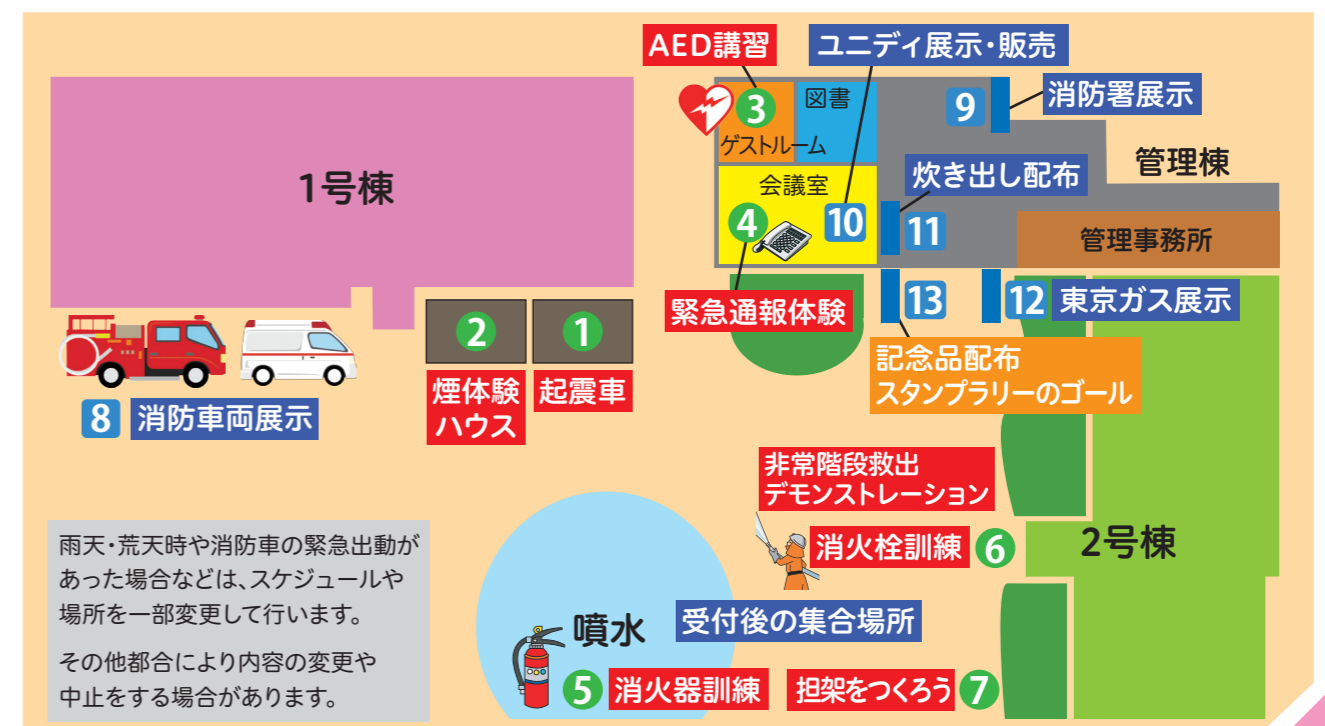 AED講習
ユニディ展示・販売
3
図書
ゲストルーム
9
消防署展示
1号棟
会議室
4
10
炊き出し配布
11
管理棟
管理事務所
緊急通報体験
13
12
東京ガス展示
記念品配布
スタンプラリーのゴール
2
1
煙体験
ハウス
起震車
8
消防車両展示
非常階段救出
デモンストレーション
消火栓訓練
6
2号棟
雨天・荒天時や消防車の緊急出動が
あった場合などは、スケジュールや
場所を一部変更して行います。
その他都合により内容の変更や
中止をする場合があります。
噴水
受付後の集合場所
5
消火器訓練
担架をつくろう
7